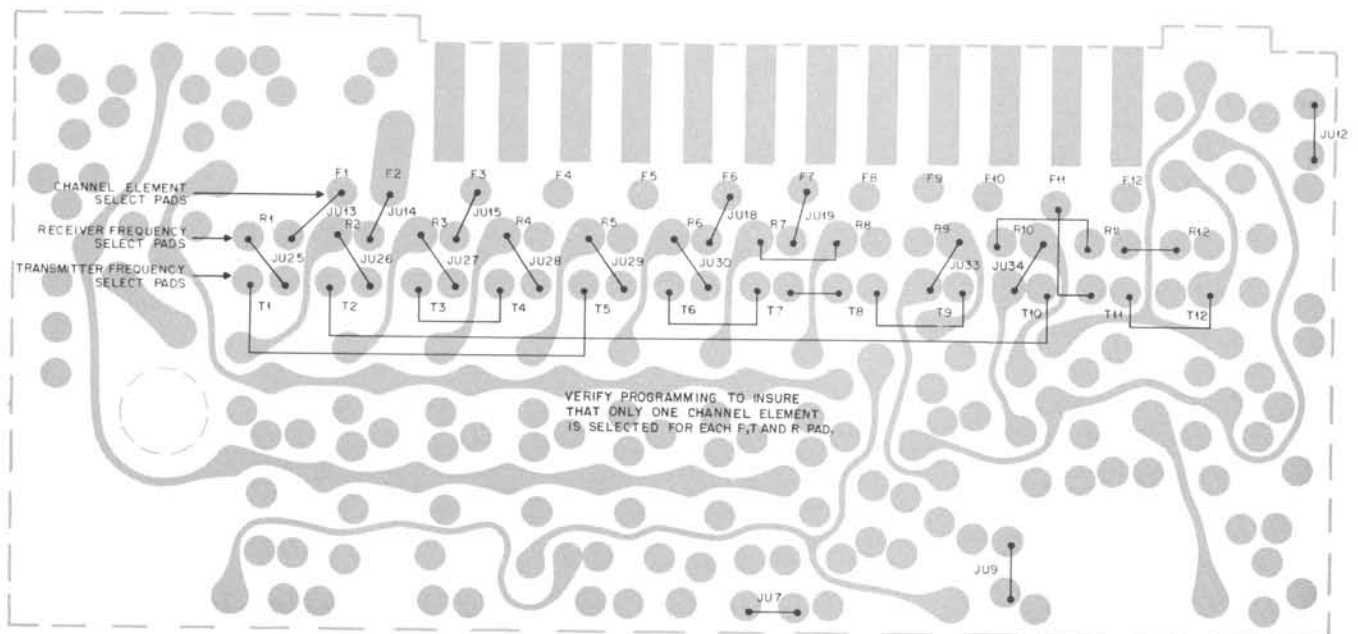 JU12
F1 F2 F3 F4 F5 F6 F7 F8 F9 F10 F11 F12
CHANNEL ELEMENT
SELECT PADS
JU13 JU14 JU15 JU18 JU19
R1 R2 R3 R4 R5 R6 R7 R8 R9 R10 R11 R12
RECEIVER FREQUENCY
SELECT PADS
JU25 JU26 JU27 JU28 JU29 JU30 JU33 JU34
TRANSMITTER FREQUENCY
SELECT PADS
T1 T2 T3 T4 T5 T6 T7 T8 T9 T10 T11 T12
VERIFY PROGRAMMING TO INSURE
THAT ONLY ONE CHANNEL ELEMENT
IS SELECTED FOR EACH F,T AND R PAD.
JU9
JU7